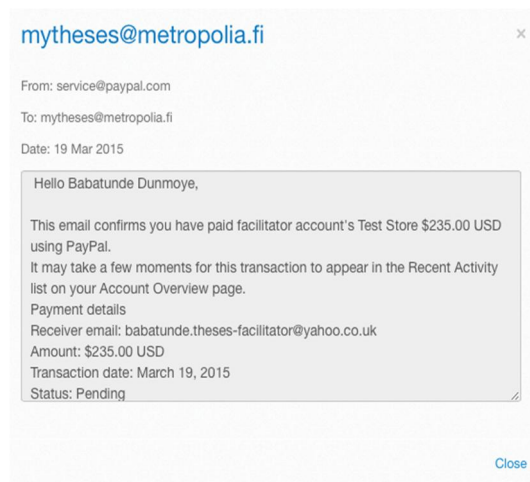 mytheses@metropolia.fi
×
From: service@paypal.com
To: mytheses@metropolia.fi
Date: 19 Mar 2015
Hello Babatunde Dunmoye,
This email confirms you have paid facilitator account's Test Store $235.00 USD
using PayPal.
It may take a few moments for this transaction to appear in the Recent Activity
list on your Account Overview page.
Payment details
Receiver email: babatunde.theses-facilitator@yahoo.co.uk
Amount: $235.00 USD
Transaction date: March 19, 2015
Status: Pending
Close